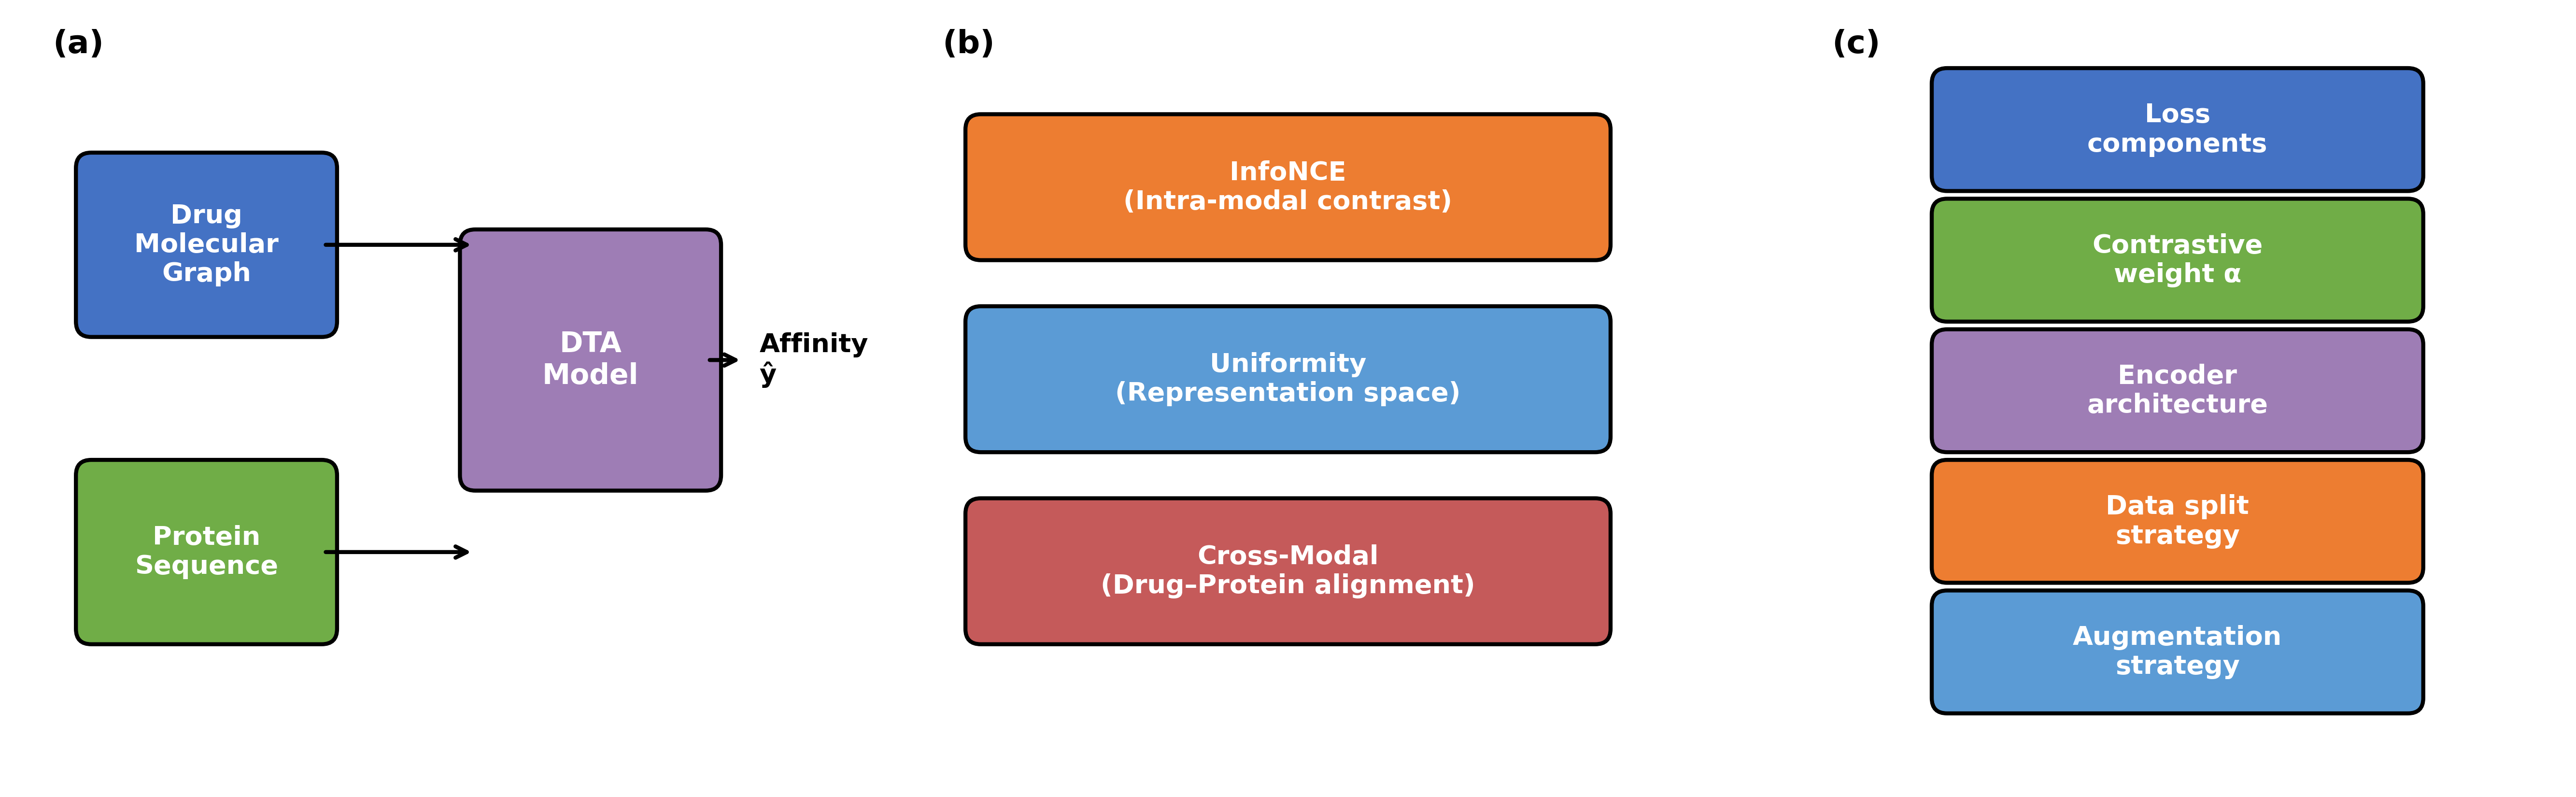 (a)
Drug
Molecular
Graph
Protein
Sequence
DTA
Model
Affinity
ŷ
(b)
InfoNCE
(Intra-modal contrast)
Uniformity
(Representation space)
Cross-Modal
(Drug–Protein alignment)
(c)
Loss
components
Contrastive
weight α
Encoder
architecture
Data split
strategy
Augmentation
strategy